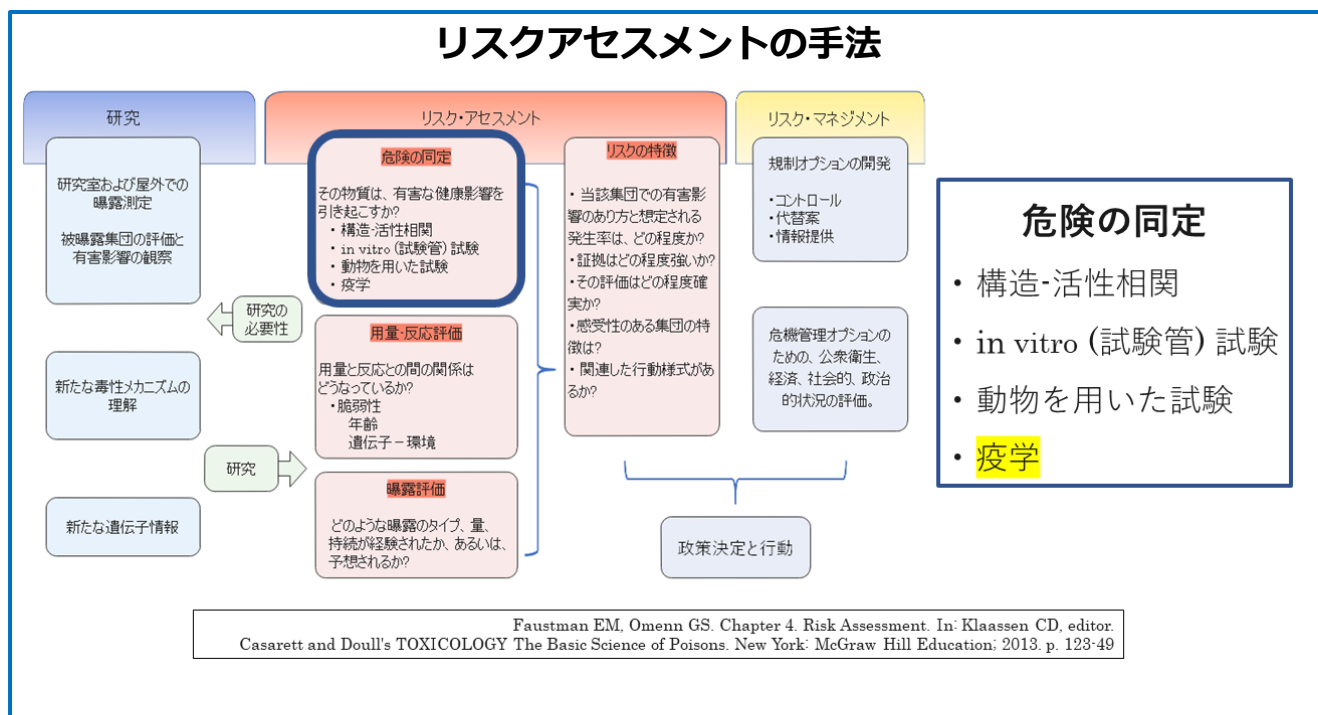 リスクアセスメントの手法
研究
研究室および屋外での
曝露測定
被曝露集団の評価と
有害影響の観察
新たな毒性メカニズムの
理解
新たな遺伝子情報
研究の
必要性
研究
リスク・アセスメント
危険の同定
その物質は、有害な健康影響を
引き起こすか?
・構造-活性相関
・in vitro (試験管) 試験
・動物を用いた試験
・疫学
用量-反応評価
用量と反応との間の関係は
どうなっているか?
・脆弱性
年齢
遺伝子－環境
曝露評価
どのような曝露のタイプ、量、
持続が経験されたか、あるいは、
予想されるか?
リスクの特徴
・当該集団での有害影
響のあり方と想定される
発生率は、どの程度か?
・証拠はどの程度強いか?
・その評価はどの程度確
実か?
・感受性のある集団の特
徴は?
・関連した行動様式があ
るか?
リスク・マネジメント
規制オプションの開発
・コントロール
・代替案
・情報提供
危機管理オプションの
ための、公衆衛生、
経済、社会的、政治
的状況の評価。
政策決定と行動
危険の同定
・構造-活性相関
・in vitro (試験管) 試験
・動物を用いた試験
・疫学
Faustman EM, Omenn GS. Chapter 4. Risk Assessment. In: Klaassen CD, editor.
Casarett and Doull's TOXICOLOGY The Basic Science of Poisons. New York: McGraw Hill Education; 2013. p. 123-49